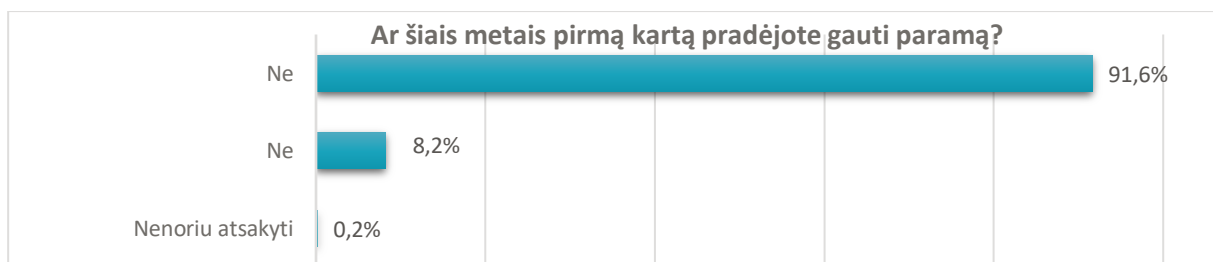 Ar šiais metais pirmą kartą pradėjote gauti paramą?
Ne 91,6%
Ne 8,2%
Nenoriu atsakyti 0,2%